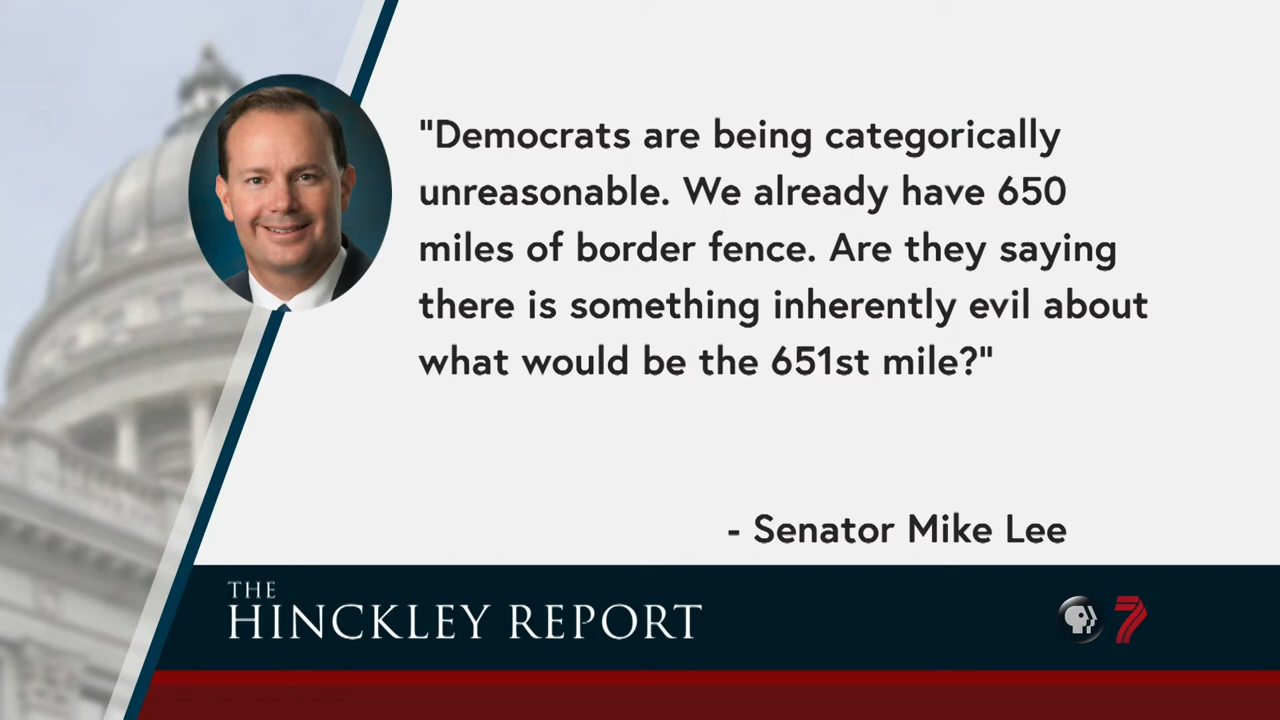 "Democrats are being categorically
unreasonable. We already have 650
miles of border fence. Are they saying
there is something inherently evil about
what would be the 651st mile?"
- Senator Mike Lee
THE
HINCKLEY REPORT
7